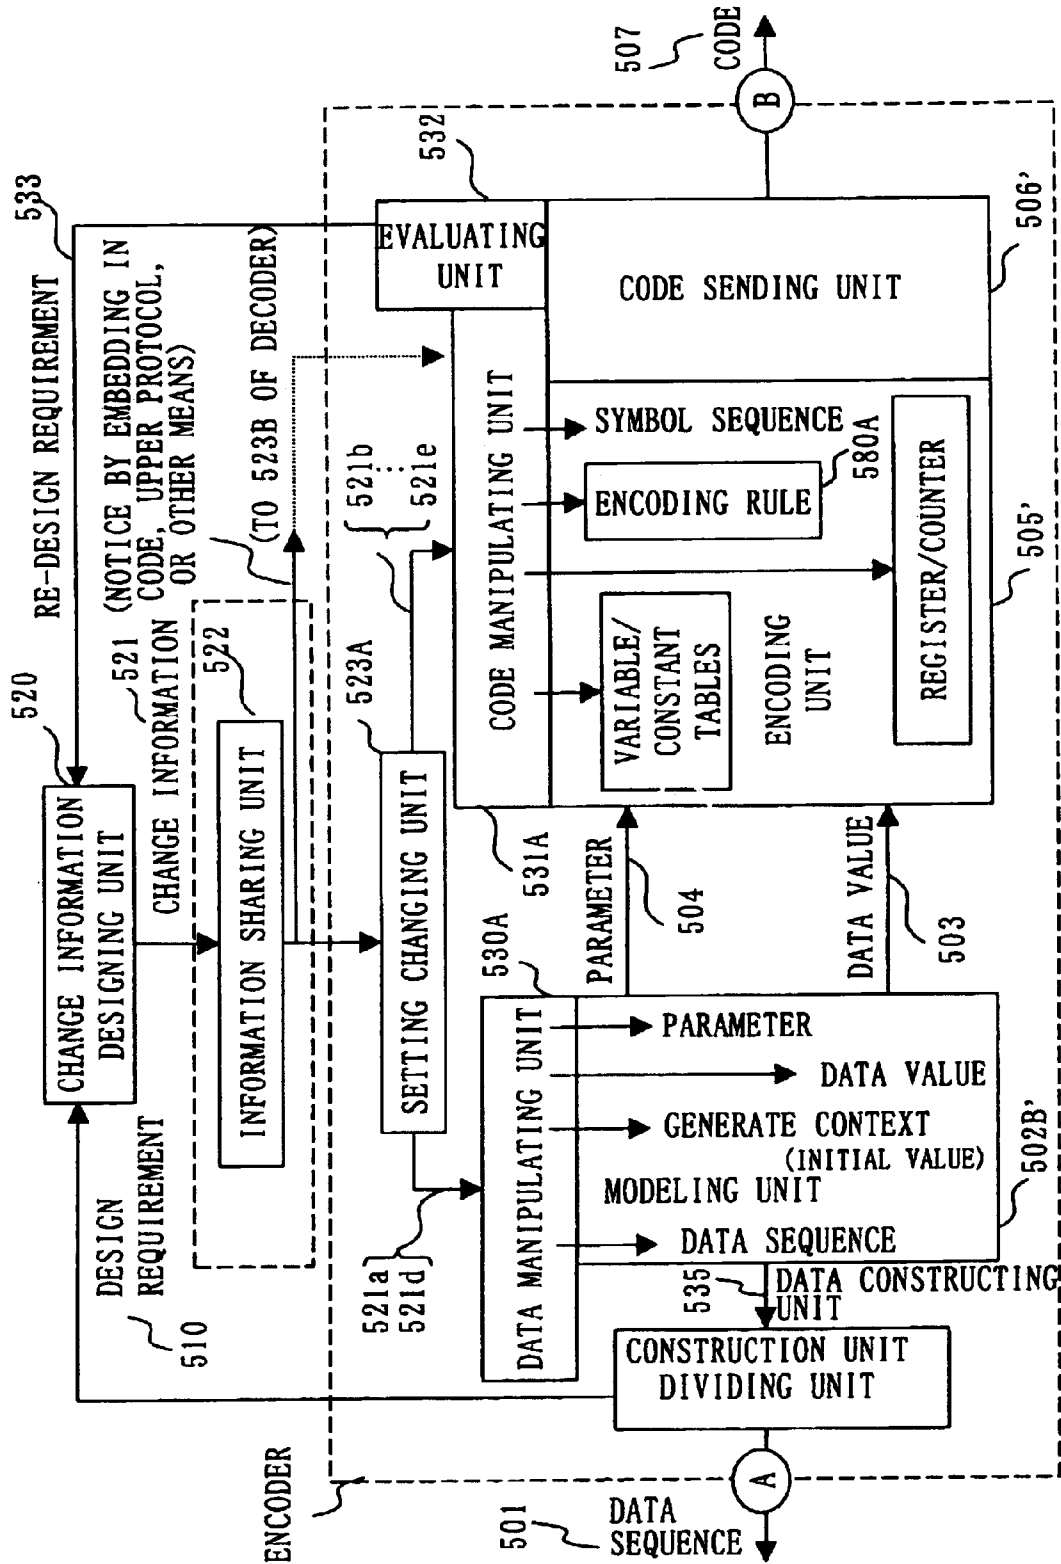 533
RE-DESIGN REQUIREMENT
(NOTICE BY EMBEDDING IN
CODE, UPPER PROTOCOL,
OR OTHER MEANS)
(TO 523B OF DECODER)
520
CHANGE INFORMATION
DESIGNING UNIT
521
CHANGE INFORMATION
522
INFORMATION SHARING UNIT
DESIGN
REQUIREMENT
510
523A
SETTING CHANGING UNIT
521a
521d
521b
521e
532
EVALUATING
UNIT
531A
CODE MANIPULATING UNIT
SYMBOL SEQUENCE
ENCODING RULE
580A
VARIABLE/
CONSTANT
TABLES
ENCODING
UNIT
REGISTER/COUNTER
505'
CODE SENDING UNIT
506'
507
CODE
B
530A
DATA MANIPULATING UNIT
PARAMETER
DATA VALUE
GENERATE CONTEXT
(INITIAL VALUE)
MODELING UNIT
DATA SEQUENCE
502B'
PARAMETER
504
DATA VALUE
503
535
DATA CONSTRUCTING
UNIT
CONSTRUCTION UNIT
DIVIDING UNIT
ENCODER
A
501
DATA
SEQUENCE